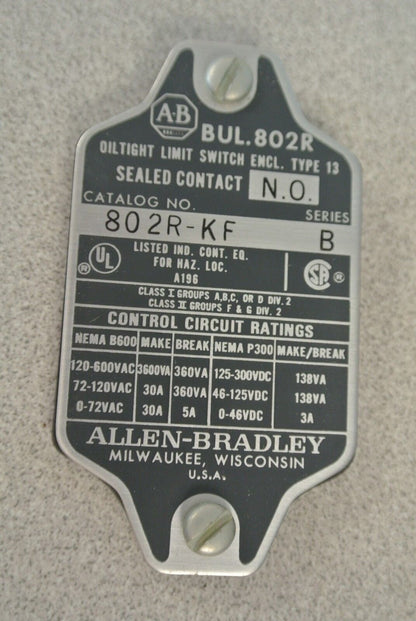 A-B
BUL.802R
OILTIGHT LIMIT SWITCH ENCL. TYPE 13
SEALED CONTACT N.O.
CATALOG NO. SERIES
802R-KF B
UL ® LISTED IND. CONT. EQ. SA ®
FOR HAZ. LOC.
A196
CLASS I GROUPS A,B,C, OR D DIV. 2
CLASS II GROUPS F & G DIV. 2
CONTROL CIRCUIT RATINGS
NEMA B600 MAKE BREAK NEMA P300 MAKE/BREAK
120-600VAC 3600VA 360VA 125-300VDC 138VA
72-120VAC 30A 360VA 46-125VDC 138VA
0-72VAC 30A 5A 0-46VDC 3A
ALLEN-BRADLEY
MILWAUKEE, WISCONSIN
U.S.A.